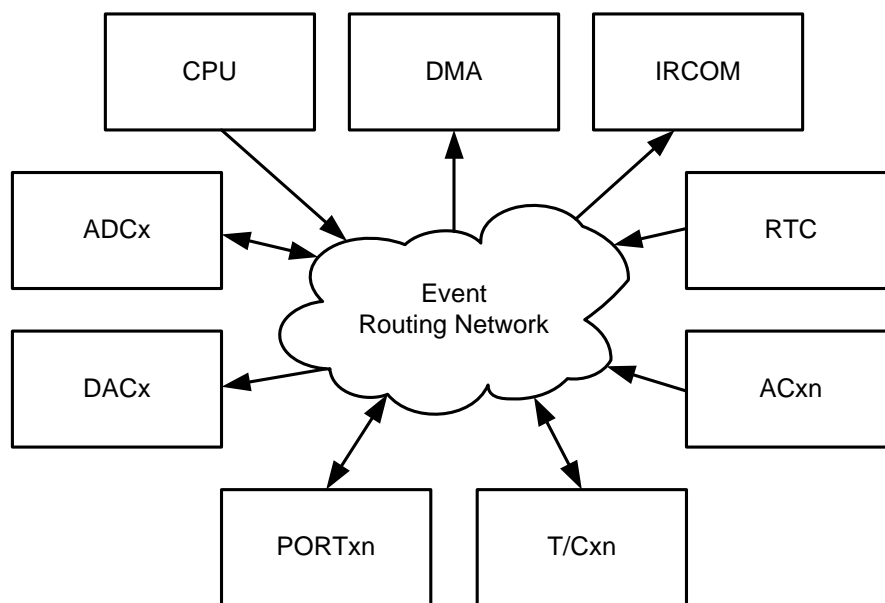 CPU
DMA
IRCOM
ADCx
RTC
Event
Routing Network
DACx
ACxn
PORTxn
T/Cxn